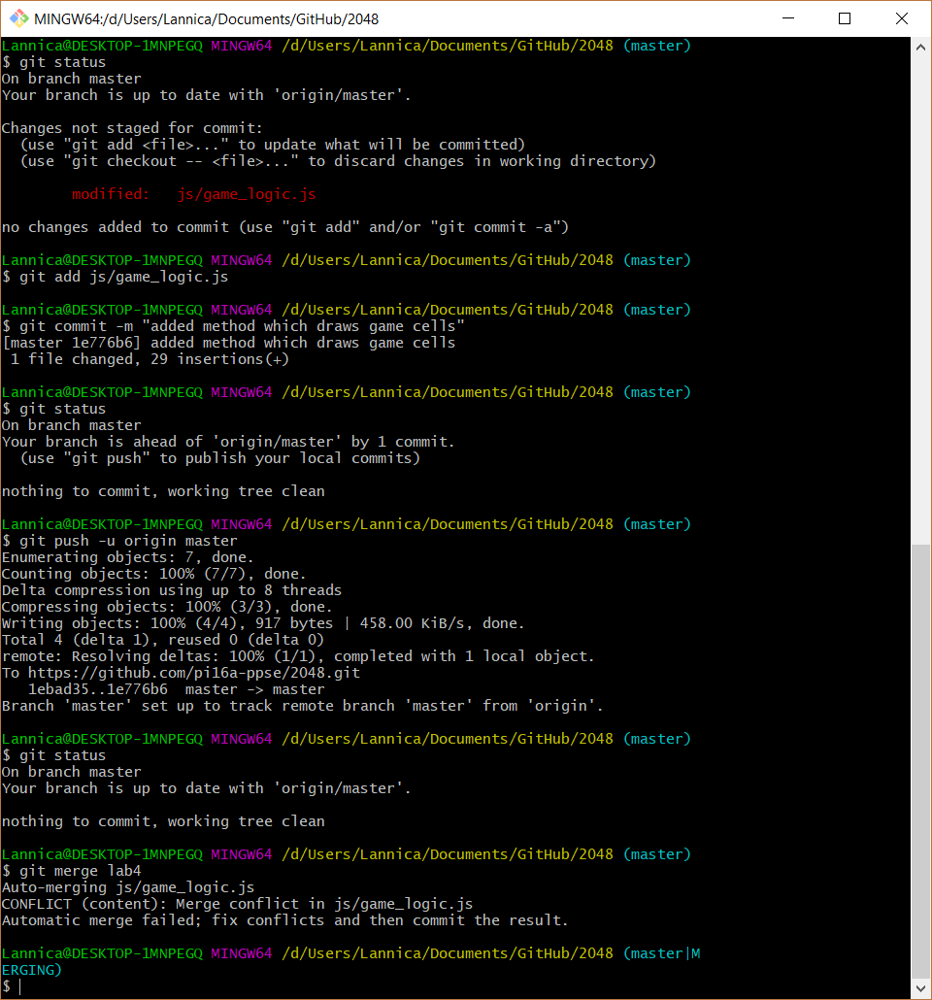 MINGW64:/d/Users/Lannica/Documents/GitHub/2048
Lannica@DESKTOP-1MNPEGQ MINGW64 /d/Users/Lannica/Documents/GitHub/2048 (master)
$ git status
On branch master
Your branch is up to date with 'origin/master'.
Changes not staged for commit:
(use "git add <file>..." to update what will be committed)
(use "git checkout -- <file>..." to discard changes in working directory)
modified:   js/game_logic.js
no changes added to commit (use "git add" and/or "git commit -a")
Lannica@DESKTOP-1MNPEGQ MINGW64 /d/Users/Lannica/Documents/GitHub/2048 (master)
$ git add js/game_logic.js
Lannica@DESKTOP-1MNPEGQ MINGW64 /d/Users/Lannica/Documents/GitHub/2048 (master)
$ git commit -m "added method which draws game cells"
[master 1e776b6] added method which draws game cells
1 file changed, 29 insertions(+)
Lannica@DESKTOP-1MNPEGQ MINGW64 /d/Users/Lannica/Documents/GitHub/2048 (master)
$ git status
On branch master
Your branch is ahead of 'origin/master' by 1 commit.
(use "git push" to publish your local commits)
nothing to commit, working tree clean
Lannica@DESKTOP-1MNPEGQ MINGW64 /d/Users/Lannica/Documents/GitHub/2048 (master)
$ git push -u origin master
Enumerating objects: 7, done.
Counting objects: 100% (7/7), done.
Delta compression using up to 8 threads
Compressing objects: 100% (3/3), done.
Writing objects: 100% (4/4), 917 bytes | 458.00 KiB/s, done.
Total 4 (delta 1), reused 0 (delta 0)
remote: Resolving deltas: 100% (1/1), completed with 1 local object.
To https://github.com/pi16a-ppse/2048.git
1ebad35..1e776b6  master -> master
Branch 'master' set up to track remote branch 'master' from 'origin'.
Lannica@DESKTOP-1MNPEGQ MINGW64 /d/Users/Lannica/Documents/GitHub/2048 (master)
$ git status
On branch master
Your branch is up to date with 'origin/master'.
nothing to commit, working tree clean
Lannica@DESKTOP-1MNPEGQ MINGW64 /d/Users/Lannica/Documents/GitHub/2048 (master)
$ git merge lab4
Auto-merging js/game_logic.js
CONFLICT (content): Merge conflict in js/game_logic.js
Automatic merge failed; fix conflicts and then commit the result.
Lannica@DESKTOP-1MNPEGQ MINGW64 /d/Users/Lannica/Documents/GitHub/2048 (master|M
ERGING)
$